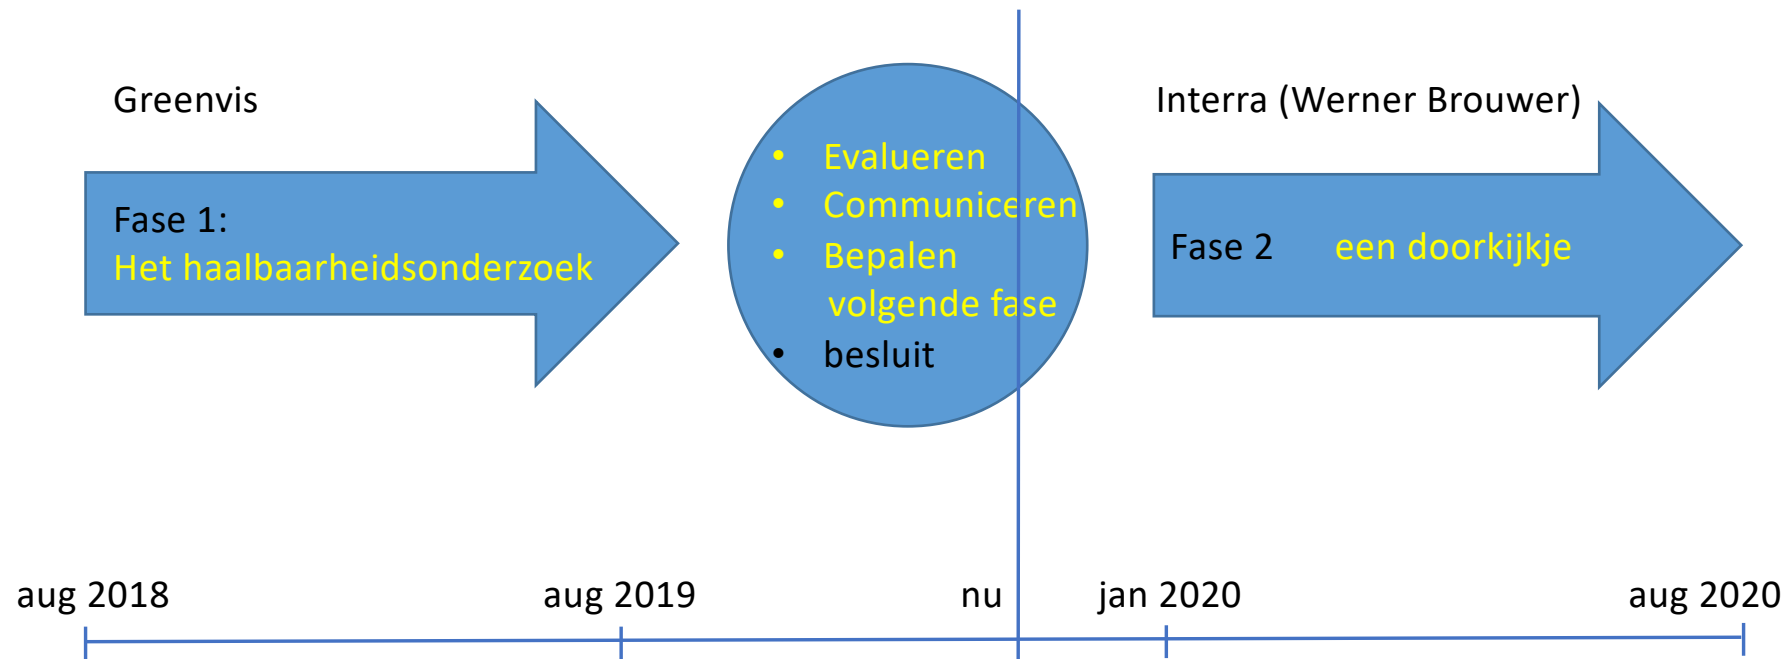 Greenvis
Fase 1:
Het haalbaarheidsonderzoek
• Evalueren
• Communiceren
• Bepalen
volgende fase
• besluit
Interra (Werner Brouwer)
Fase 2 een doorkijkje
aug 2018 aug 2019 nu jan 2020 aug 2020